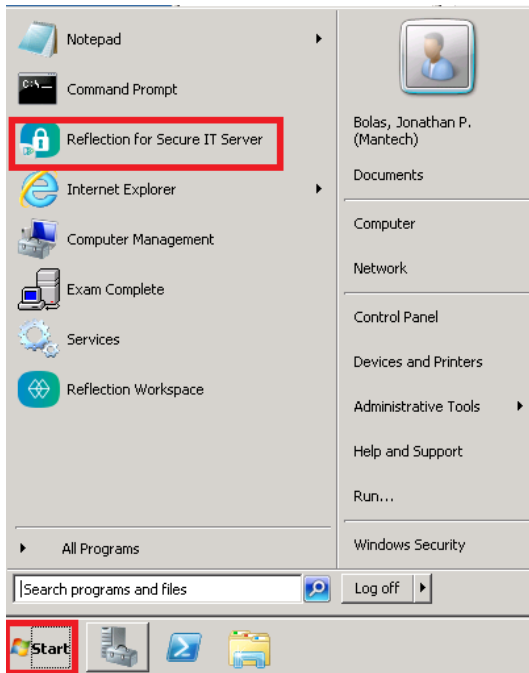 Notepad
C:\
Command Prompt
Reflection for Secure IT Server
Internet Explorer
Computer Management
Exam Complete
Services
Reflection Workspace
All Programs
Search programs and files
Start
Bolas, Jonathan P.
(Mantech)
Documents
Computer
Network
Control Panel
Devices and Printers
Administrative Tools
Help and Support
Run...
Windows Security
Log off